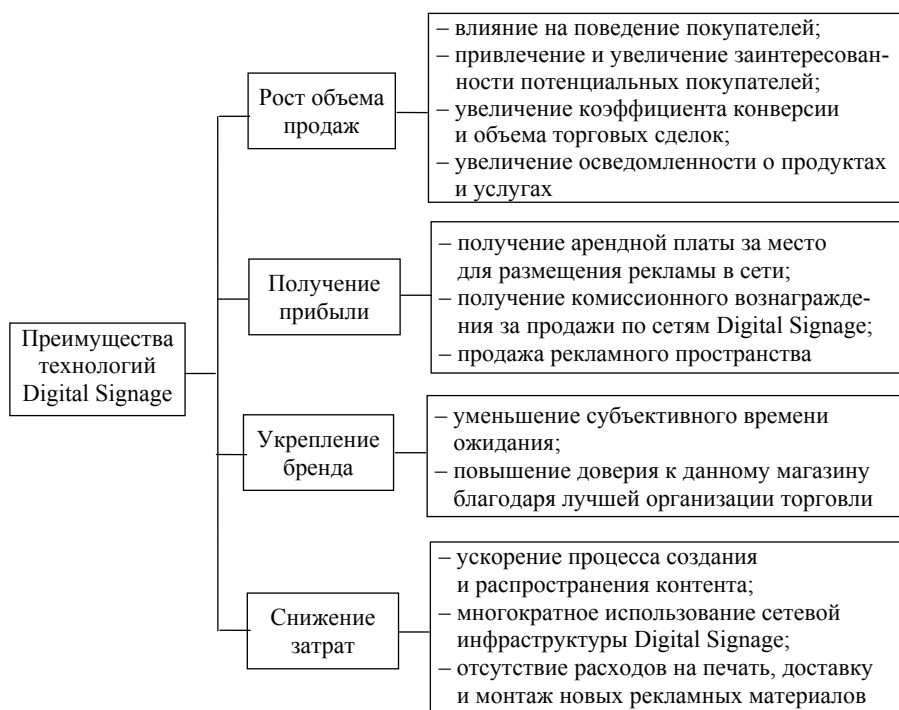 Преимущества
технологий
Digital Signage
Рост объема
продаж
– влияние на поведение покупателей;
– привлечение и увеличение заинтересован-
ности потенциальных покупателей;
– увеличение коэффициента конверсии
и объема торговых сделок;
– увеличение осведомленности о продуктах
и услугах
Получение
прибыли
– получение арендной платы за место
для размещения рекламы в сети;
– получение комиссионного вознагражде-
ния за продажи по сетям Digital Signage;
– продажа рекламного пространства
Укрепление
бренда
– уменьшение субъективного времени
ожидания;
– повышение доверия к данному магазину
благодаря лучшей организации торговли
Снижение
затрат
– ускорение процесса создания
и распространения контента;
– многократное использование сетевой
инфраструктуры Digital Signage;
– отсутствие расходов на печать, доставку
и монтаж новых рекламных материалов